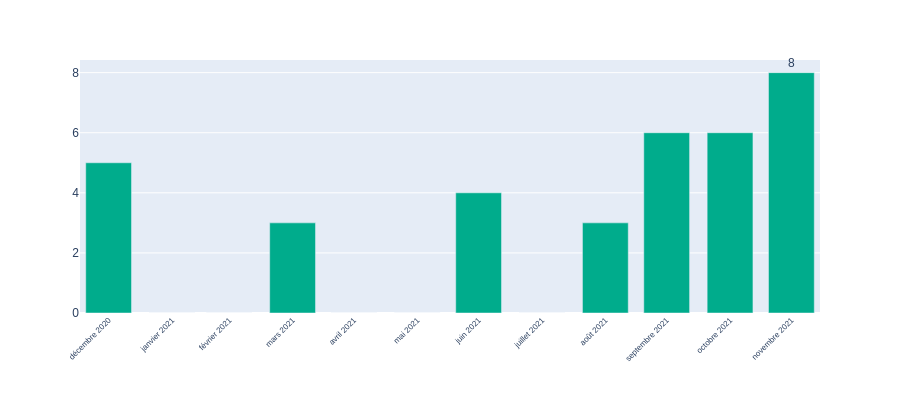 8
8
6
4
2
0
décembre 2020
janvier 2021
février 2021
mars 2021
avril 2021
mai 2021
juin 2021
juillet 2021
août 2021
septembre 2021
octobre 2021
novembre 2021